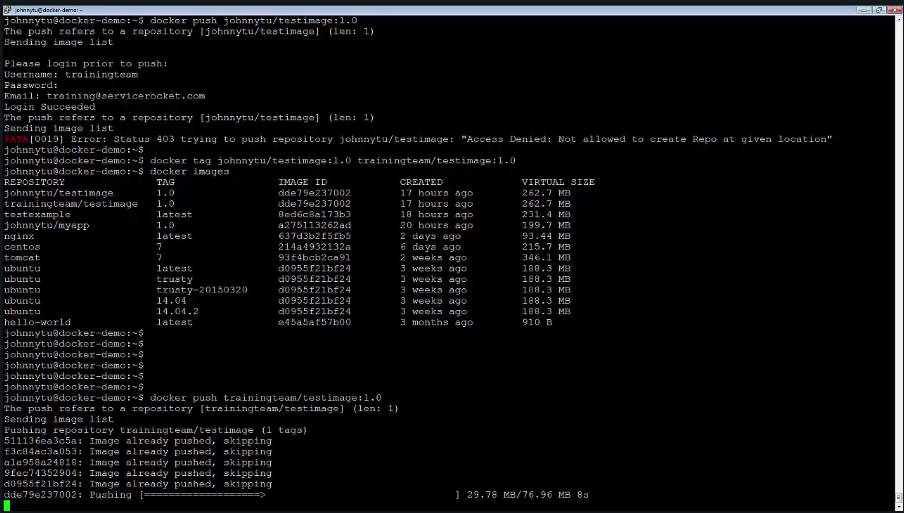 johnnytu@docker-demo: ~
johnnytu@docker-demo:~$ docker push johnnytu/testimage:1.0
The push refers to a repository [johnnytu/testimage] (len: 1)
Sending image list
Please login prior to push:
Username: trainingteam
Password:
Email: training@servicerocket.com
Login Succeeded
The push refers to a repository [johnnytu/testimage] (len: 1)
Sending image list
FATA[0019] Error: Status 403 trying to push repository johnnytu/testimage: "Access Denied: Not allowed to create Repo at given location"
johnnytu@docker-demo:~$
johnnytu@docker-demo:~$ docker tag johnnytu/testimage:1.0 trainingteam/testimage:1.0
johnnytu@docker-demo:~$ docker images
REPOSITORY TAG IMAGE ID CREATED VIRTUAL SIZE
johnnytu/testimage 1.0 dde79e237002 17 hours ago 262.7 MB
trainingteam/testimage 1.0 dde79e237002 17 hours ago 262.7 MB
testexample latest 8ed6c8a173b3 18 hours ago 231.4 MB
johnnytu/myapp 1.0 a275113262ad 20 hours ago 199.7 MB
nginx latest 637d3b2f5fb5 2 days ago 93.44 MB
centos 7 214a4932132a 6 days ago 215.7 MB
tomcat 7 93f4bcb2ca91 2 weeks ago 346.1 MB
ubuntu latest d0955f21bf24 3 weeks ago 188.3 MB
ubuntu trusty d0955f21bf24 3 weeks ago 188.3 MB
ubuntu trusty-20150320 d0955f21bf24 3 weeks ago 188.3 MB
ubuntu 14.04 d0955f21bf24 3 weeks ago 188.3 MB
ubuntu 14.04.2 d0955f21bf24 3 weeks ago 188.3 MB
hello-world latest e45a5af57b00 3 months ago 910 B
johnnytu@docker-demo:~$
johnnytu@docker-demo:~$
johnnytu@docker-demo:~$
johnnytu@docker-demo:~$
johnnytu@docker-demo:~$
johnnytu@docker-demo:~$
johnnytu@docker-demo:~$ docker push trainingteam/testimage:1.0
The push refers to a repository [trainingteam/testimage] (len: 1)
Sending image list
Pushing repository trainingteam/testimage (1 tags)
511136ea3c5a: Image already pushed, skipping
f3c84ac3a053: Image already pushed, skipping
a1a958a24818: Image already pushed, skipping
9fec74352904: Image already pushed, skipping
d0955f21bf24: Image already pushed, skipping
dde79e237002: Pushing [===================>                               ] 29.78 MB/76.96 MB 8s